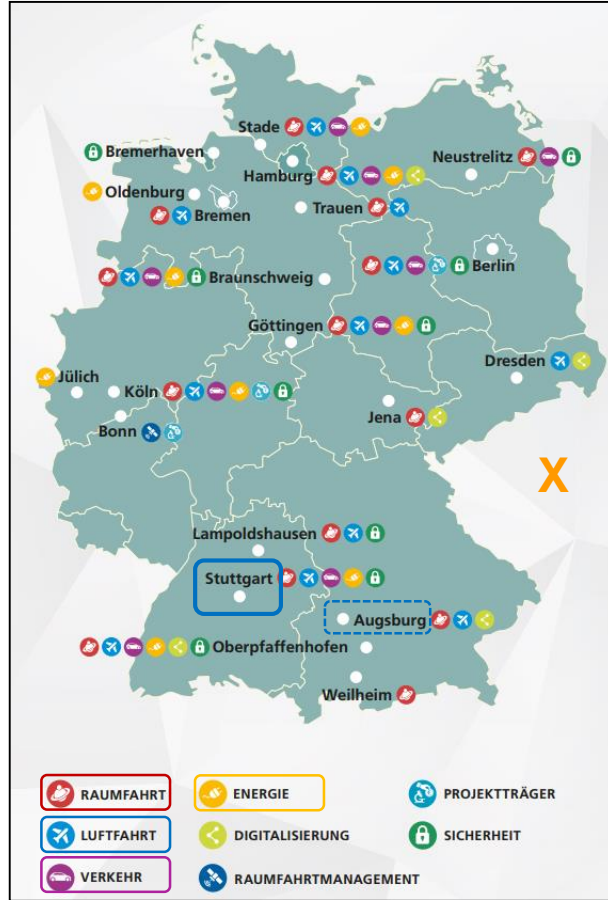 Stade
Bremerhaven
Neustrelitz
Hamburg
Oldenburg
Trauen
Bremen
Berlin
Braunschweig
Göttingen
Dresden
Jülich
Köln
Jena
Bonn
X
Lampoldshausen
Stuttgart
Augsburg
Oberpfaffenhofen
Weilheim
RAUMFAHRT ENERGIE PROJEKTTRÄGER
LUFTFAHRT DIGITALISIERUNG SICHERHEIT
VERKEHR RAUMFAHRTMANAGEMENT